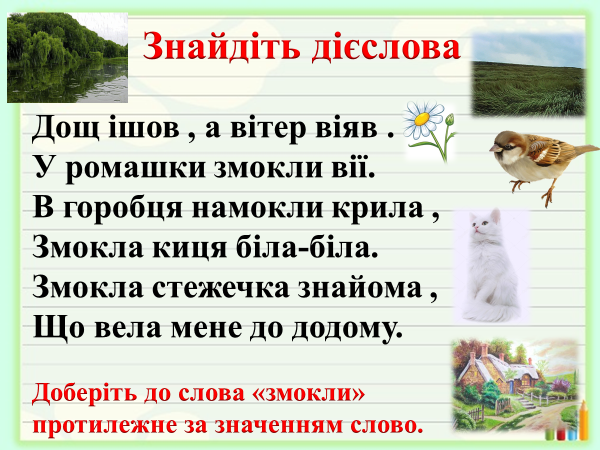 Знайдіть дієслова
Дощ ішов , а вітер віяв .
У ромашки змокли вії.
В горобця намокли крила ,
Змокла киця біла-біла.
Змокла стежечка знайома ,
Що вела мене до додому.
Доберіть до слова «змокли»
протилежне за значенням слово.